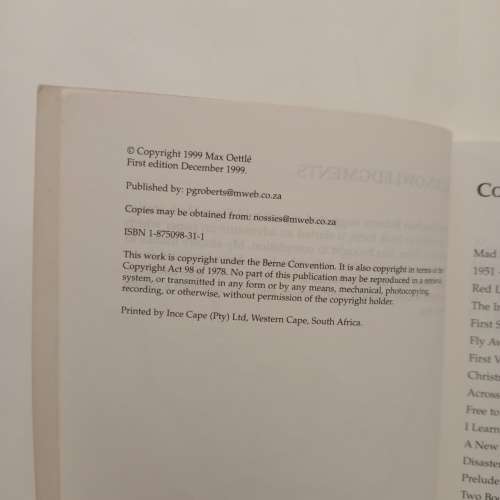 © Copyright 1999 Max Oettlé
First edition December 1999.
Published by: pgroberts@mweb.co.za
Copies may be obtained from: nossies@mweb.co.za
ISBN 1-875098-31-1
This work is copyright under the Berne Convention. It is also copyright in terms of the
Copyright Act 98 of 1978. No part of this publication may be reproduced in a retrieval
system, or transmitted in any form or by any means, mechanical, photocopying,
recording, or otherwise, without permission of the copyright holder.
Printed by Ince Cape (Pty) Ltd, Western Cape, South Africa.
Mad
1951
Red
The
First
Fly
First
Across
Free to
I Learn
A New
Prelude
Two